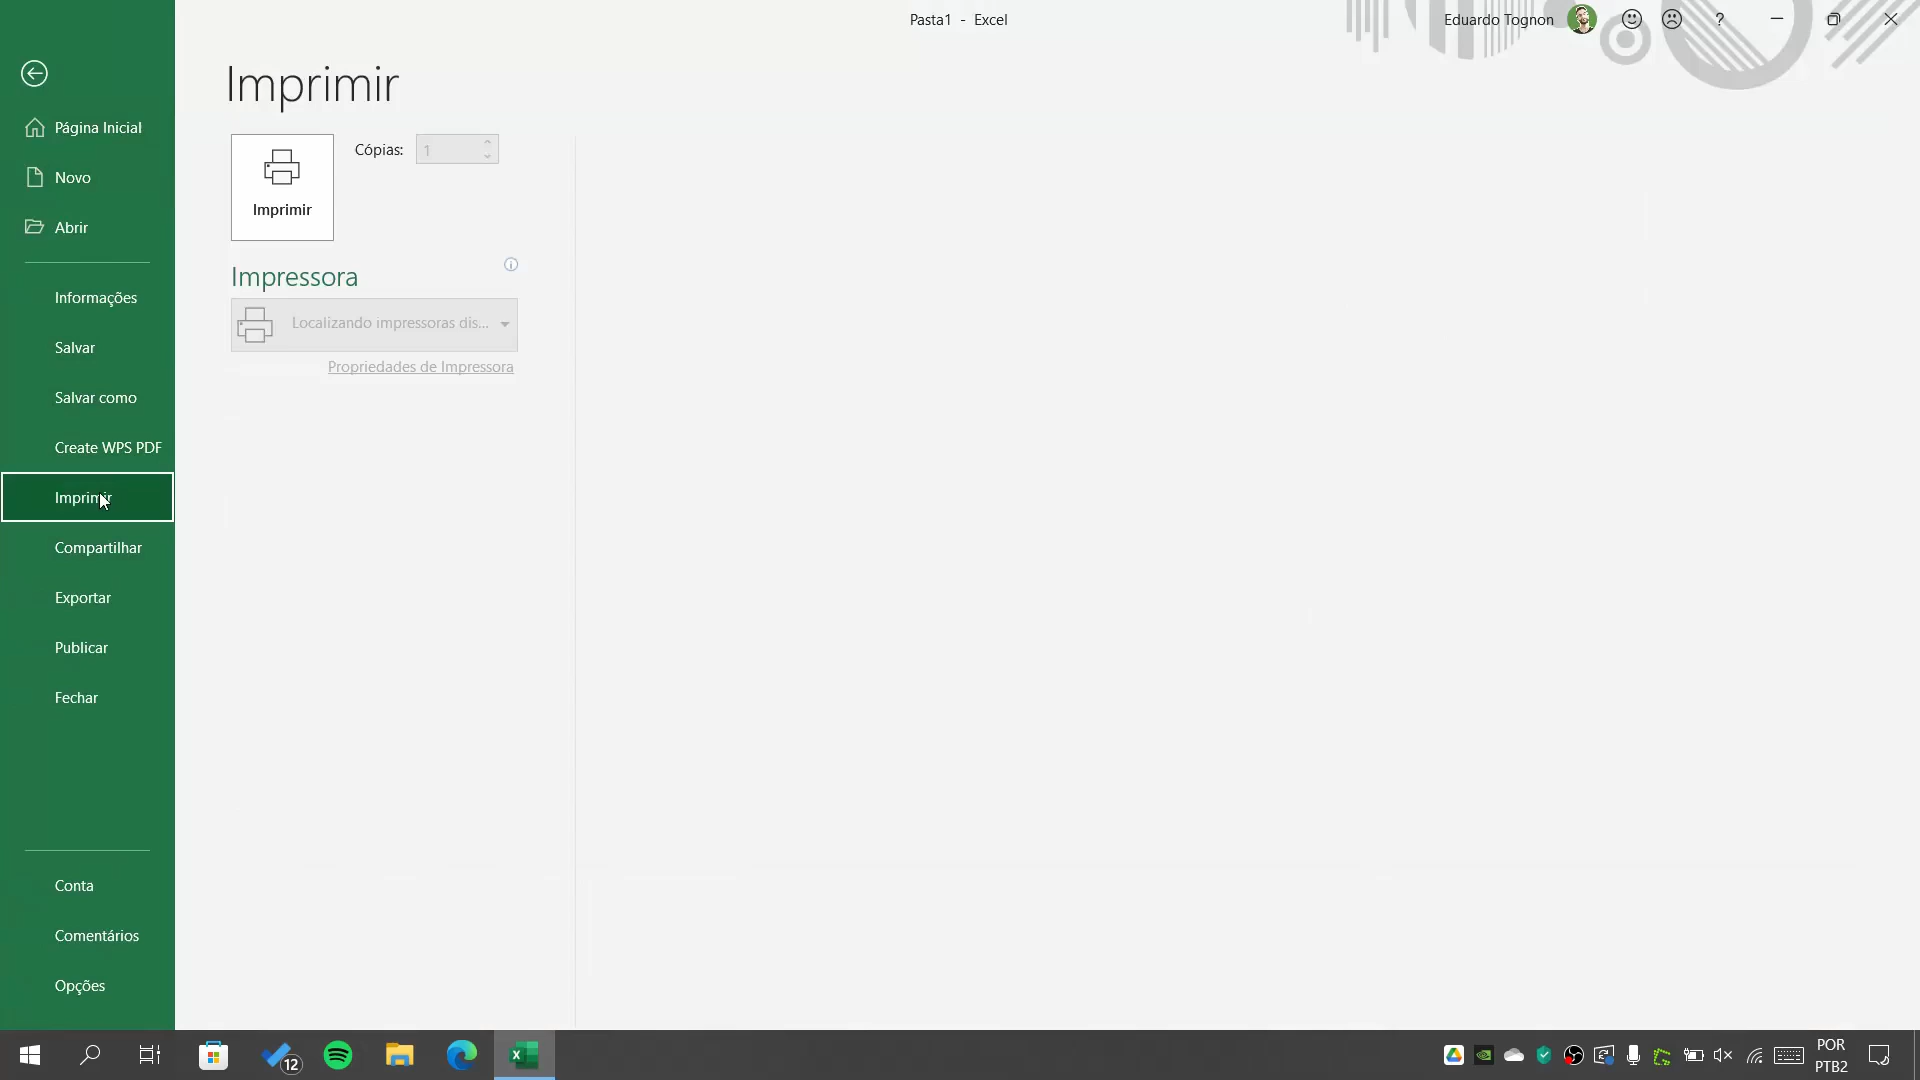 Pasta1 - Excel
Eduardo Tognon
?
Imprimir
Página Inicial
Novo
Abrir
Informações
Salvar
Salvar como
Create WPS PDF
Imprimir
Compartilhar
Exportar
Publicar
Fechar
Conta
Comentários
Opções
Imprimir
Cópias: 1
Impressora
Localizando impressoras dis...
Propriedades de Impressora
12
POR
PTB2